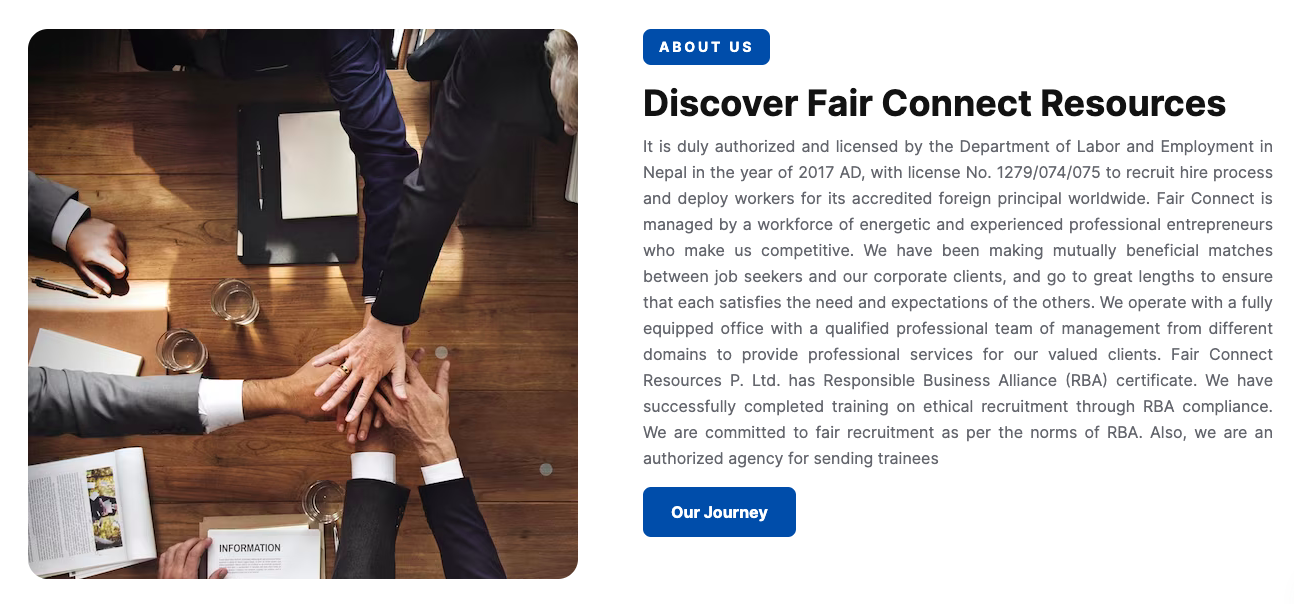 ABOUT US
Discover Fair Connect Resources
It is duly authorized and licensed by the Department of Labor and Employment in
Nepal in the year of 2017 AD, with license No. 1279/074/075 to recruit hire process
and deploy workers for its accredited foreign principal worldwide. Fair Connect is
managed by a workforce of energetic and experienced professional entrepreneurs
who make us competitive. We have been making mutually beneficial matches
between job seekers and our corporate clients, and go to great lengths to ensure
that each satisfies the need and expectations of the others. We operate with a fully
equipped office with a qualified professional team of management from different
domains to provide professional services for our valued clients. Fair Connect
Resources P. Ltd. has Responsible Business Alliance (RBA) certificate. We have
successfully completed training on ethical recruitment through RBA compliance.
We are committed to fair recruitment as per the norms of RBA. Also, we are an
authorized agency for sending trainees
Our Journey
INFORMATION